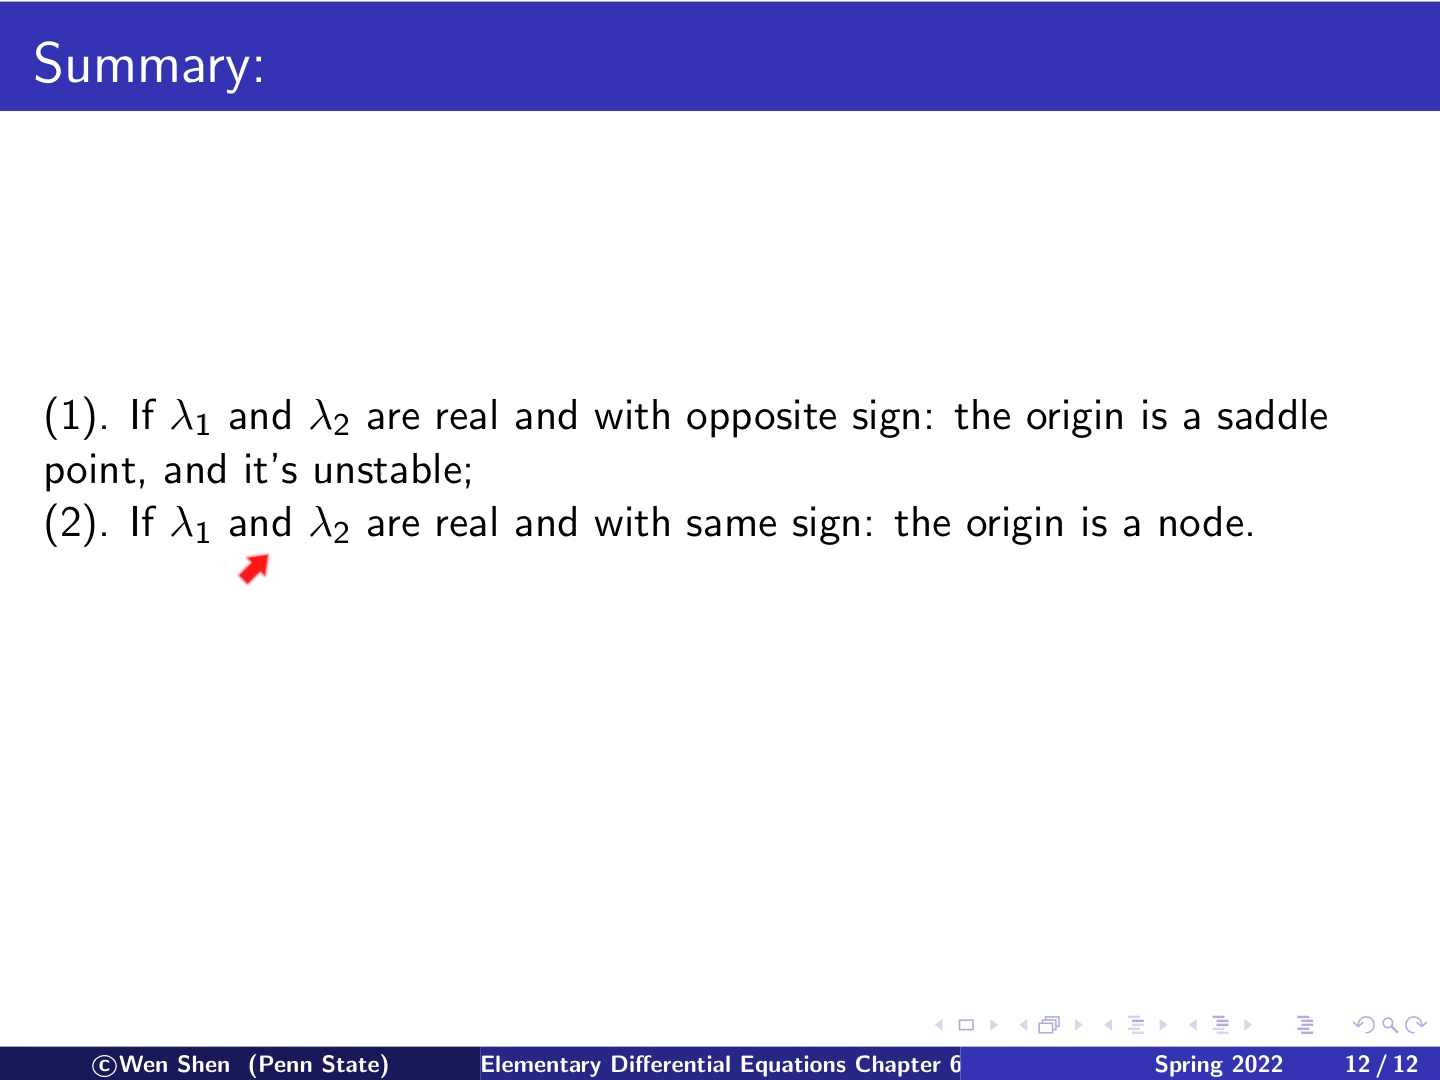 Summary:
(1). If λ₁ and λ₂ are real and with opposite sign: the origin is a saddle
point, and it's unstable;
(2). If λ₁ and λ₂ are real and with same sign: the origin is a node.
©Wen Shen (Penn State) Elementary Differential Equations Chapter 6 Spring 2022 12 / 12